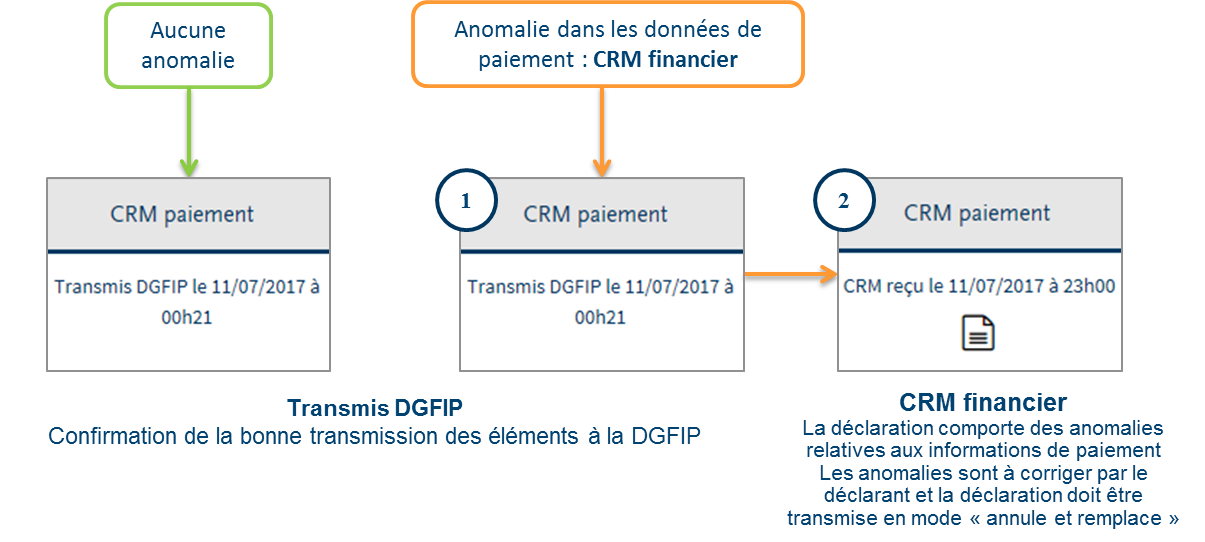 Aucune
anomalie
Anomalie dans les données de
paiement : CRM financier
CRM paiement
Transmis DGFIP le 11/07/2017 à
00h21
1
CRM paiement
Transmis DGFIP le 11/07/2017 à
00h21
2
CRM paiement
CRM reçu le 11/07/2017 à 23h00
Transmis DGFIP
Confirmation de la bonne transmission des éléments à la DGFIP
CRM financier
La déclaration comporte des anomalies
relatives aux informations de paiement
Les anomalies sont à corriger par le
déclarant et la déclaration doit être
transmise en mode « annule et remplace »